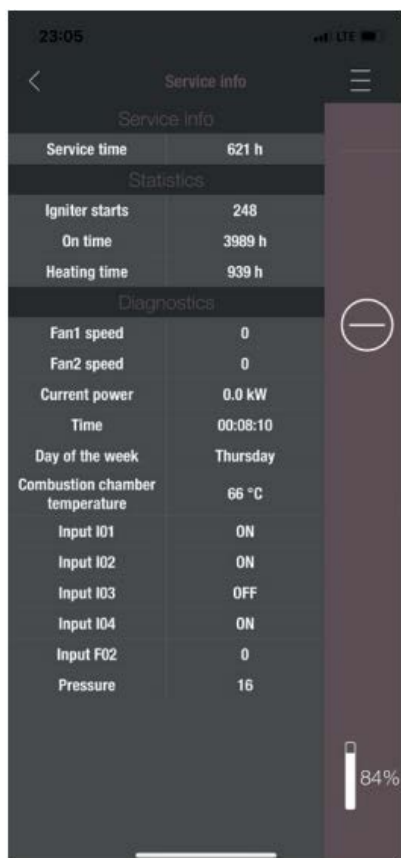 23:05
LTE
Service info
Service info
Service time 621 h
Statistics
Igniter starts 248
On time 3989 h
Heating time 939 h
Diagnostics
Fan1 speed 0
Fan2 speed 0
Current power 0.0 kW
Time 00:08:10
Day of the week Thursday
Combustion chamber
temperature 66 °C
Input I01 ON
Input I02 ON
Input I03 OFF
Input I04 ON
Input F02 0
Pressure 16
84%